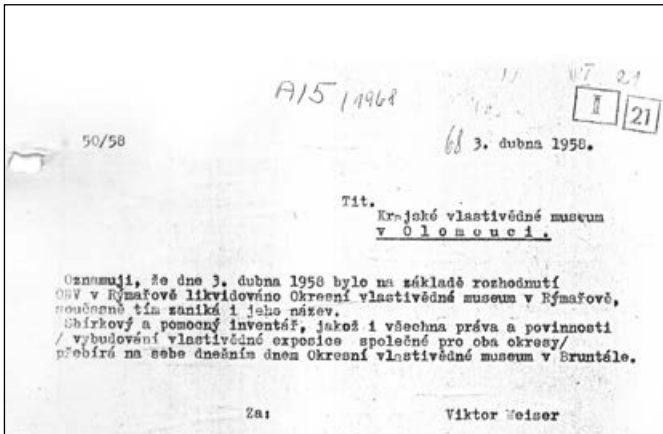 A/5 / 1968
I 21
50/58
68 3. dubna 1958.
Tit.
Krajské vlastivědné museum
v Olomouci.
Oznamuji, že dne 3. dubna 1958 bylo na základě rozhodnutí
ONV v Rýmařově likvidováno Okresní vlastivědné museum v Rýmařově,
současně tím zaniká i jeho název.
Sbírkový a pomocný inventář, jakož i všechna práva a povinnosti
/ vybudování vlastivědné exposice společné pro oba okresy/
přebírá na sebe dnešním dnem Okresní vlastivědné museum v Bruntále.
Za: Viktor Weiser